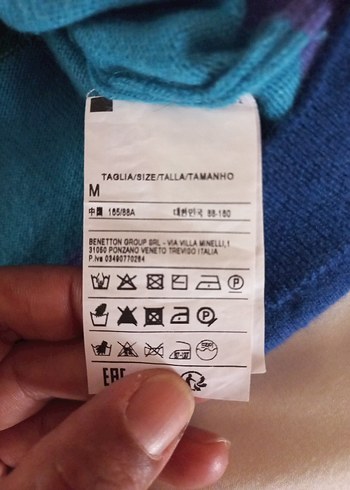 TAGLIA/SIZE/TALLA/TAMANHO
M
中国 165/88A 대한민국 88-160
BENETTON GROUP SRL - VIA VILLA MINELLI,1
31050 PONZANO VENETO TREVISO ITALIA
P.Iva 03490770264
P
P
EAC